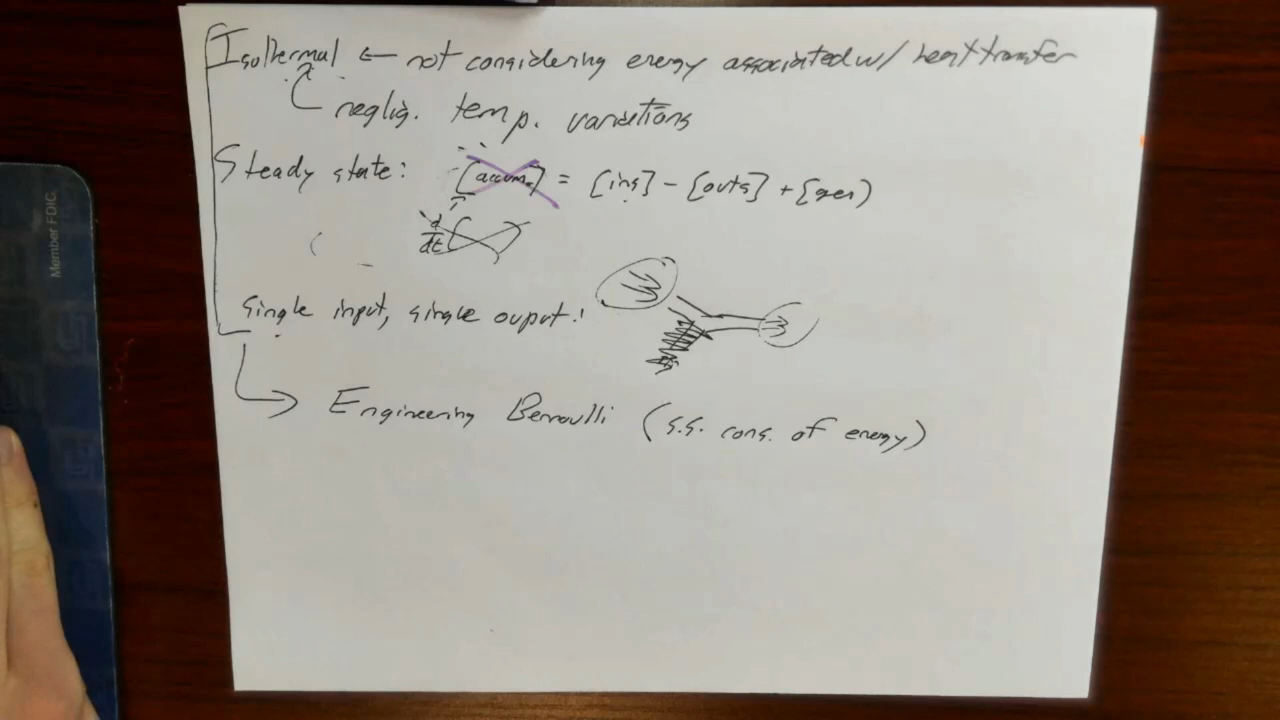 Isothermal ← not considering energy associated w/ heat transfer
neglig. temp. variations
Steady state: [accum.] = [ins] - [outs] + [gen)
d/dt ( )
single input, single ouput:
→ Engineering Bernoulli (s.s. cons. of energy)
Member FDIC